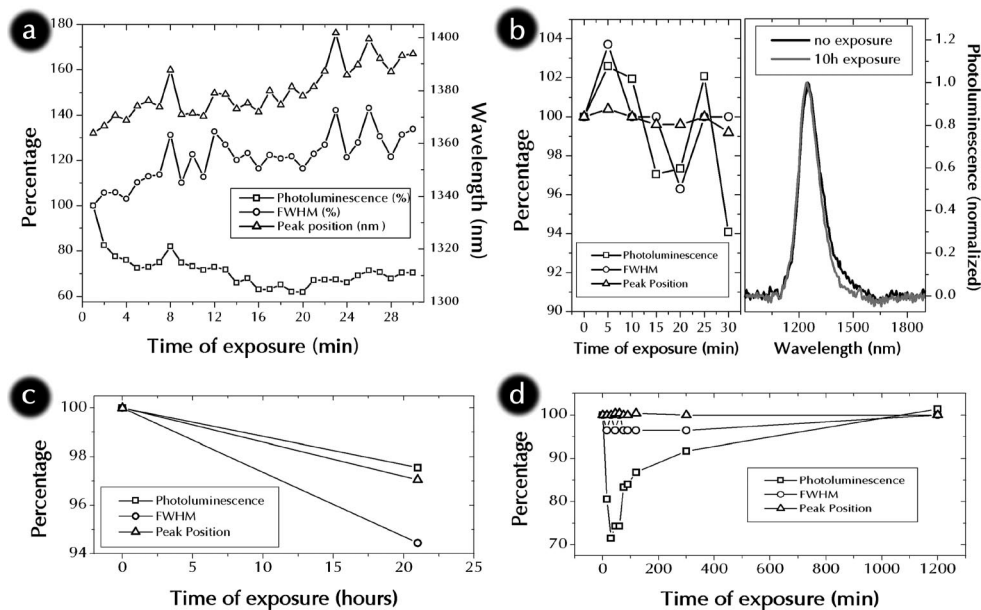 a
180
160
140
120
100
80
60
Percentage
1400
1380
1360
1340
1320
1300
Wavelength (nm)
Photoluminescence (%)
FWHM (%)
Peak position (nm)
0 4 8 12 16 20 24 28
Time of exposure (min)
b
104
102
100
98
96
94
92
90
Percentage
Photoluminescence
FWHM
Peak Position
0 5 10 15 20 25 30
Time of exposure (min)
no exposure
10h exposure
1.2
1.0
0.8
0.6
0.4
0.2
0.0
Photoluminescence
(normalized)
1200 1500 1800
Wavelength (nm)
c
100
98
96
94
Percentage
Photoluminescence
FWHM
Peak Position
0 5 10 15 20 25
Time of exposure (hours)
d
100
90
80
70
Percentage
Photoluminescence
FWHM
Peak Position
0 200 400 600 800 1000 1200
Time of exposure (min)